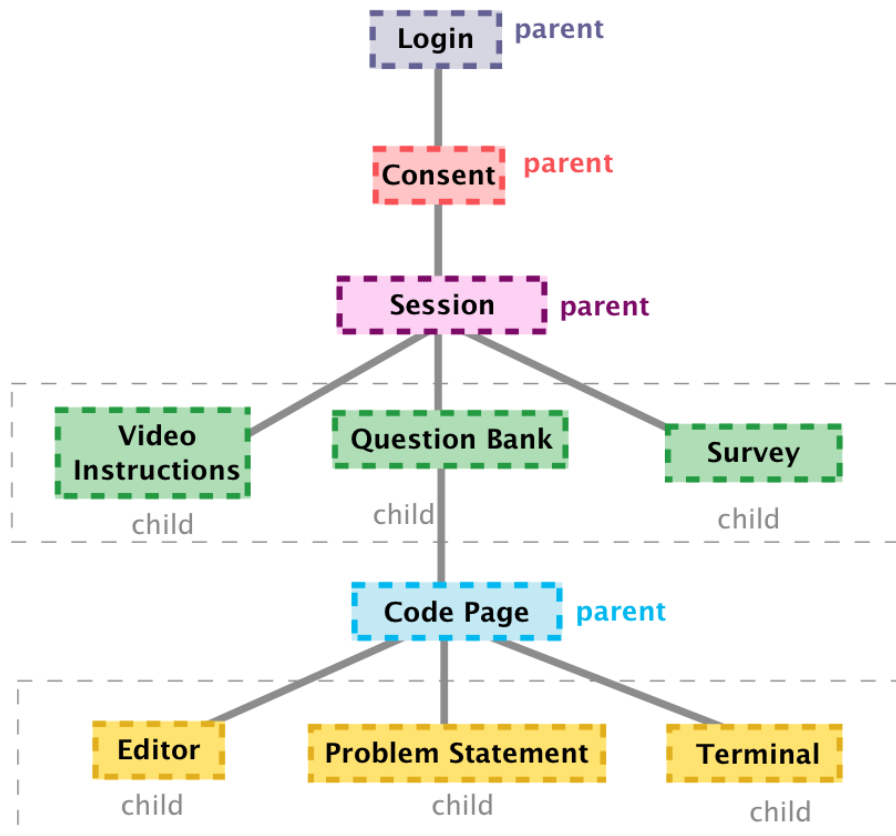 Login parent
Consent parent
Session parent
Video
Instructions
Question Bank
Survey
child child child
Code Page parent
Editor Problem Statement Terminal
child child child